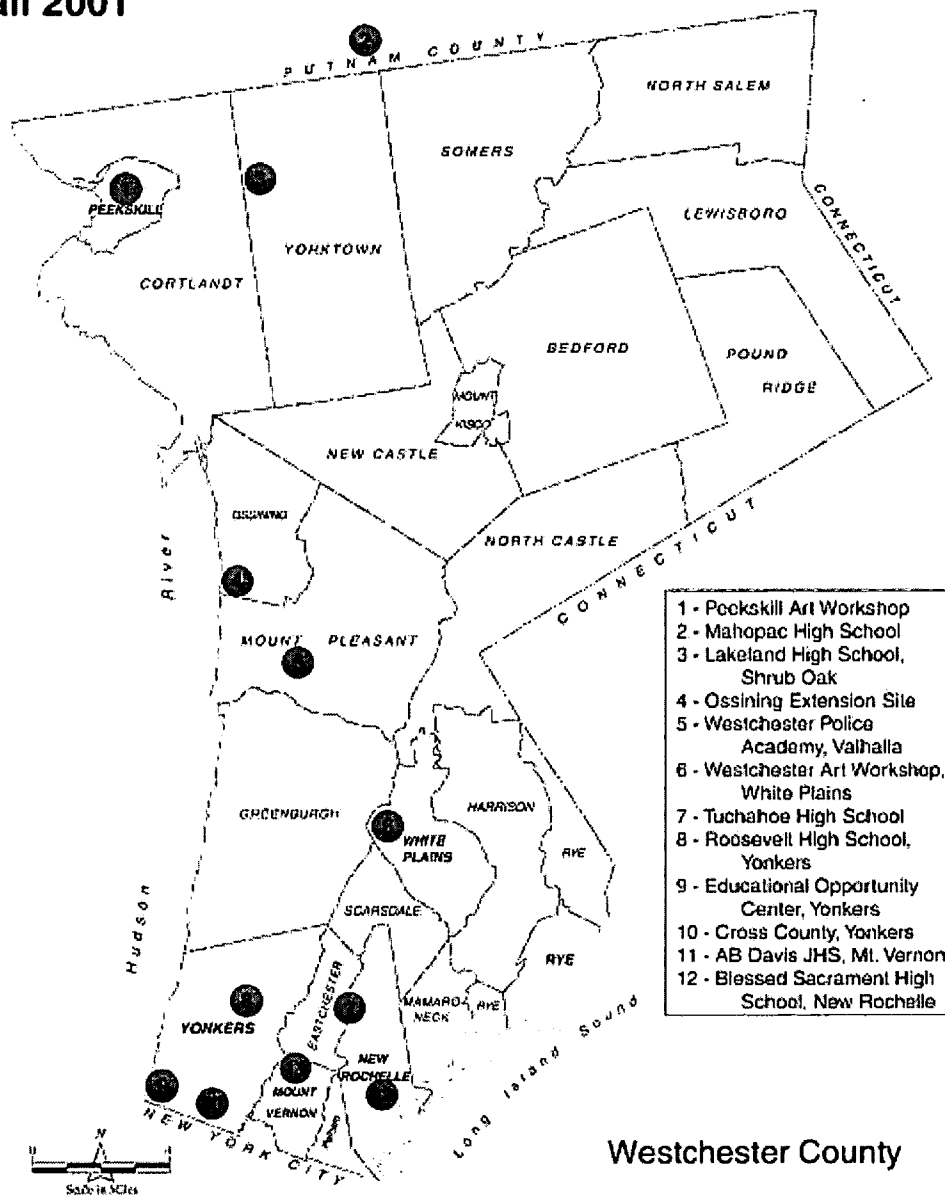 2001
PUTNAM COUNTY
NORTH SALEM
SOMERS
PEEKSKILL
LEWISBORO
CONNECTICUT
YORKTOWN
CORTLANDT
BEDFORD
POUND
RIDGE
MOUNT
KISCO
NEW CASTLE
OSSINING
NORTH CASTLE
River
CONNECTICUT
4
MOUNT PLEASANT
1 - Peekskill Art Workshop
2 - Mahopac High School
3 - Lakeland High School,
Shrub Oak
4 - Ossining Extension Site
5 - Westchester Police
Academy, Valhalla
6 - Westchester Art Workshop,
White Plains
7 - Tuchahoe High School
8 - Roosevelt High School,
Yonkers
9 - Educational Opportunity
Center, Yonkers
10 - Cross County, Yonkers
11 - AB Davis JHS, Mt. Vernon
12 - Blessed Sacrament High
School, New Rochelle
GREENBURGH
HARRISON
WHITE
PLAINS
RYE
SCARSDALE
Hudson
RYE
EASTCHESTER
MAMARO-
NECK
RYE
YONKERS
NEW
ROCHELLE
MOUNT
VERNON
Pelham
Long Island Sound
NEW YORK CITY
N
Scale in Miles
Westchester County